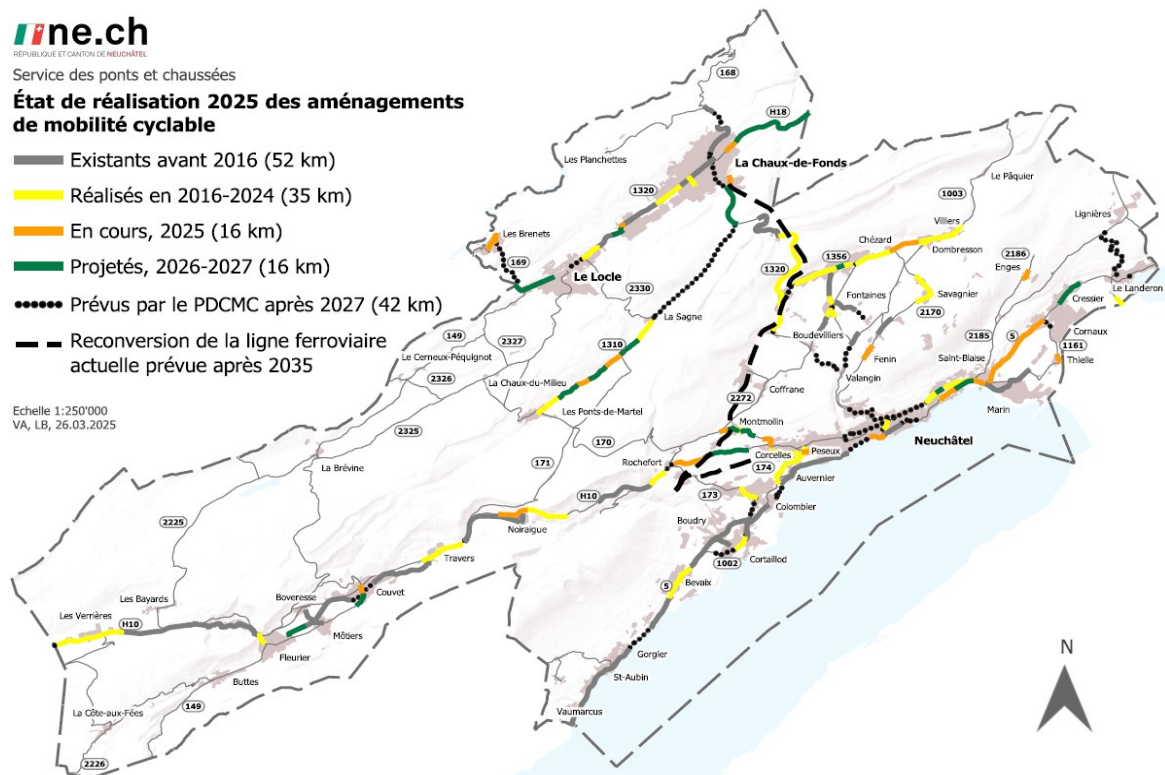 ne.ch
RÉPUBLIQUE ET CANTON DE NEUCHÂTEL
Service des ponts et chaussées
État de réalisation 2025 des aménagements
de mobilité cyclable
Existants avant 2016 (52 km)
Réalisés en 2016-2024 (35 km)
En cours, 2025 (16 km)
Projetés, 2026-2027 (16 km)
Prévus par le PDCMC après 2027 (42 km)
Reconversion de la ligne ferroviaire
actuelle prévue après 2035
Echelle 1:250'000
VA, LB, 26.03.2025
168
H18
Les Planchettes
La Chaux-de-Fonds
Le Pâquier
1320
1003
Lignières
Les Brenets
Villiers
Chézard
Dombresson
169
1356
2186
Le Locle
1320
Enges
Le Landeron
2330
Savagnier
Fontaines
Cressier
2170
La Sagne
149
2327
Boudevilliers
2185
5
Cornaux
1310
1161
Le Cerneux-Péquignot
Saint-Blaise
Thielle
Fenin
2326
La Chaux-du-Milieu
Valangin
Coffrane
2272
Marin
Les Ponts-de-Martel
Montmollin
2325
170
Neuchâtel
Corcelles
Peseux
La Brévine
171
Rochefort
174
Auvernier
H10
173
Colombier
2225
Boudry
Noiraigue
Travers
Cortaillod
1002
Bevaix
5
Couvet
Boveresse
Les Bayards
Les Verrières
H10
Môtiers
Fleurier
Gorgier
St-Aubin
Buttes
N
149
La Côte-aux-Fées
Vaumarcus
2226